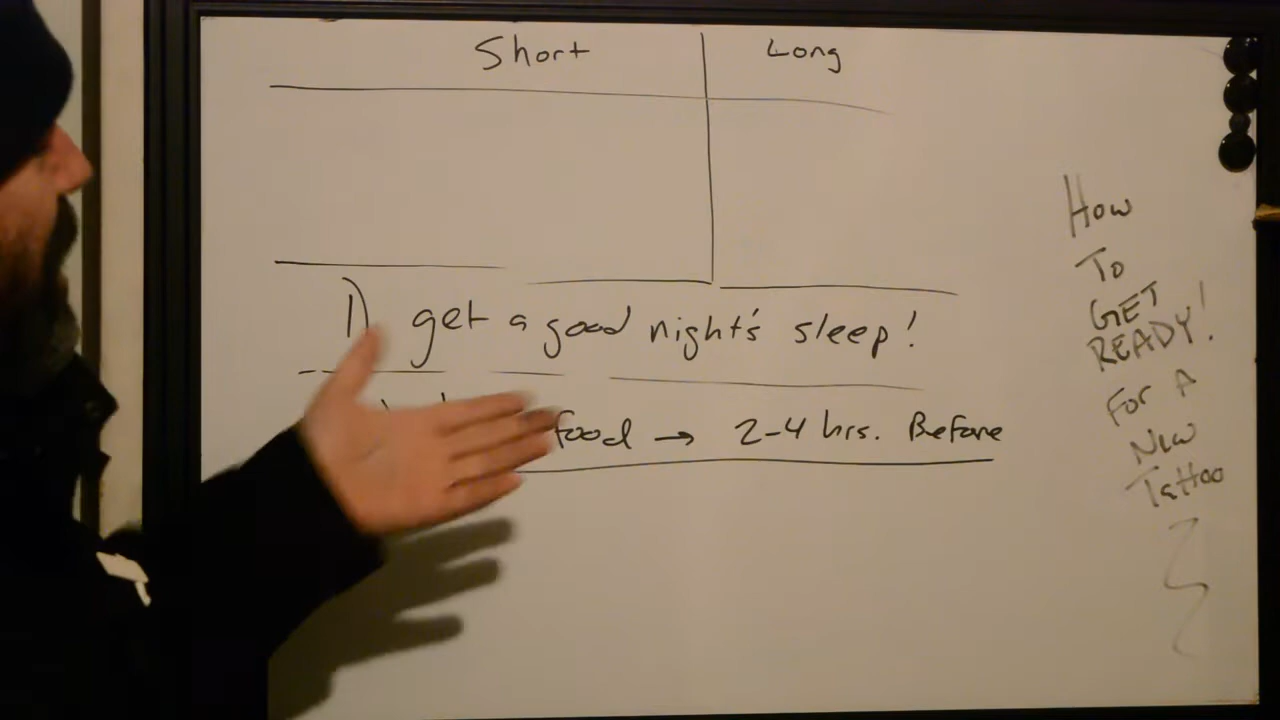 Short Long
1) get a good night's sleep!
food → 2-4 hrs. Before
How
To
GET
READY!
For A
New
Tattoo